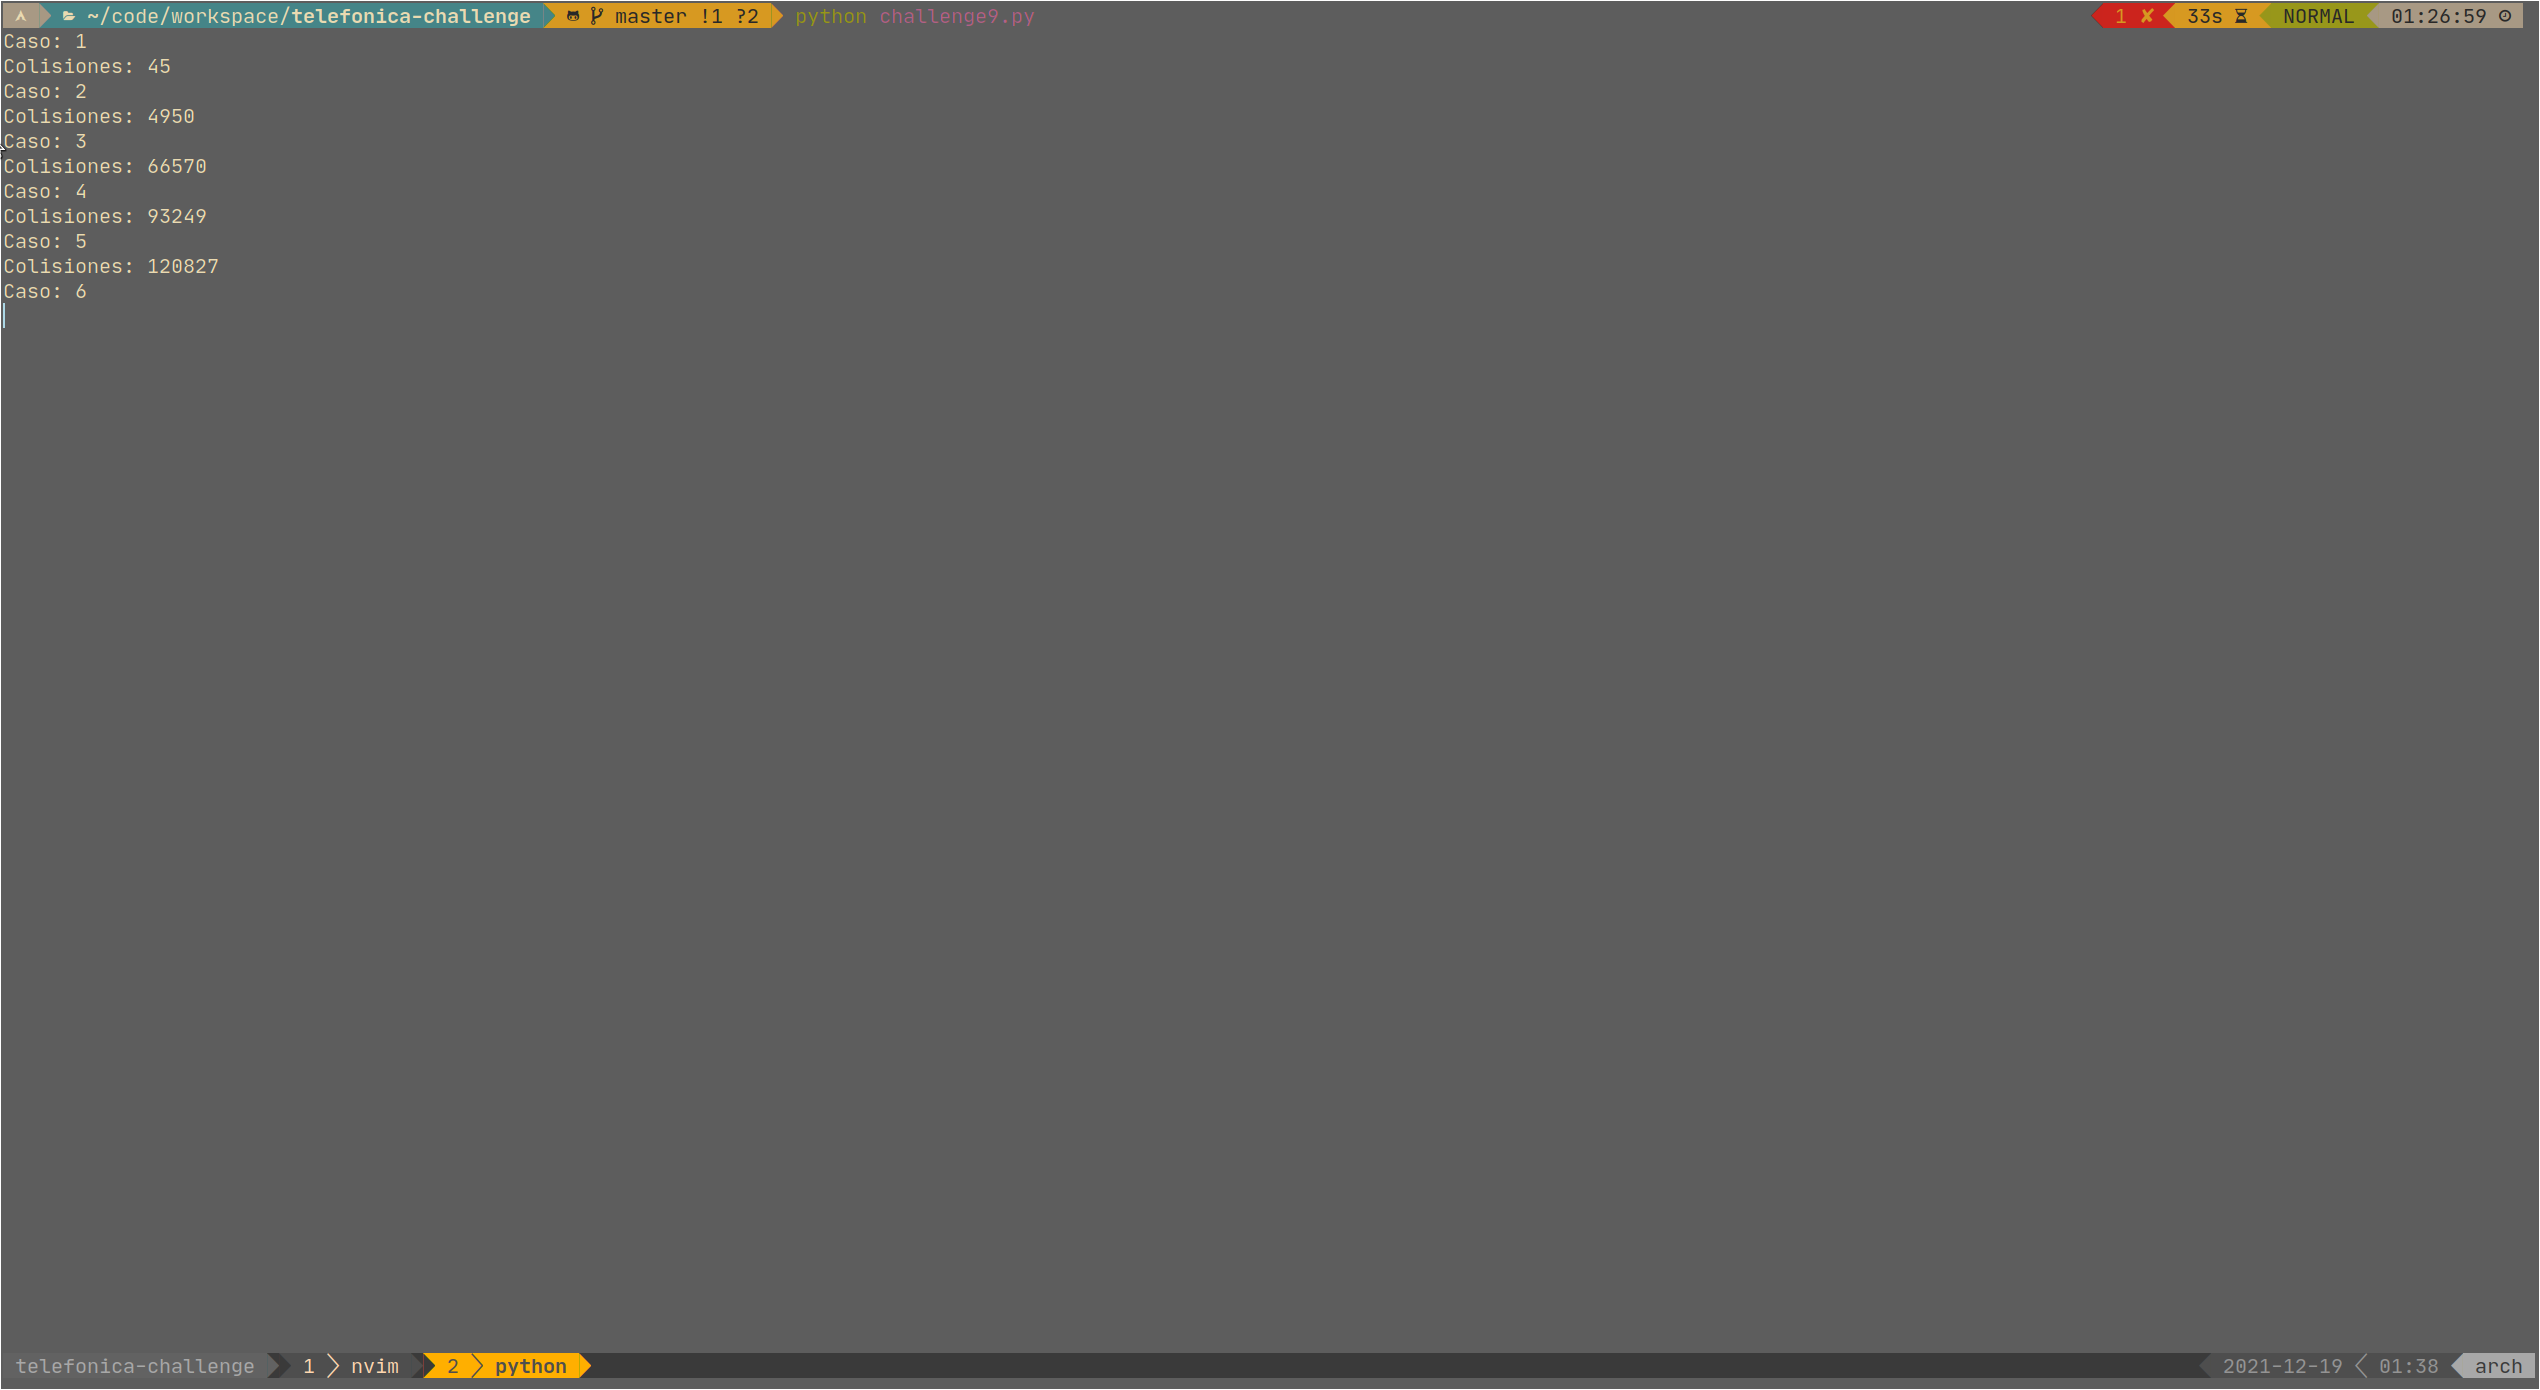 ~/code/workspace/telefonica-challenge master !1 ?2 python challenge9.py 1 ✘ 33s NORMAL 01:26:59
Caso: 1
Colisiones: 45
Caso: 2
Colisiones: 4950
Caso: 3
Colisiones: 66570
Caso: 4
Colisiones: 93249
Caso: 5
Colisiones: 120827
Caso: 6
telefonica-challenge 1 nvim 2 python 2021-12-19 01:38 arch